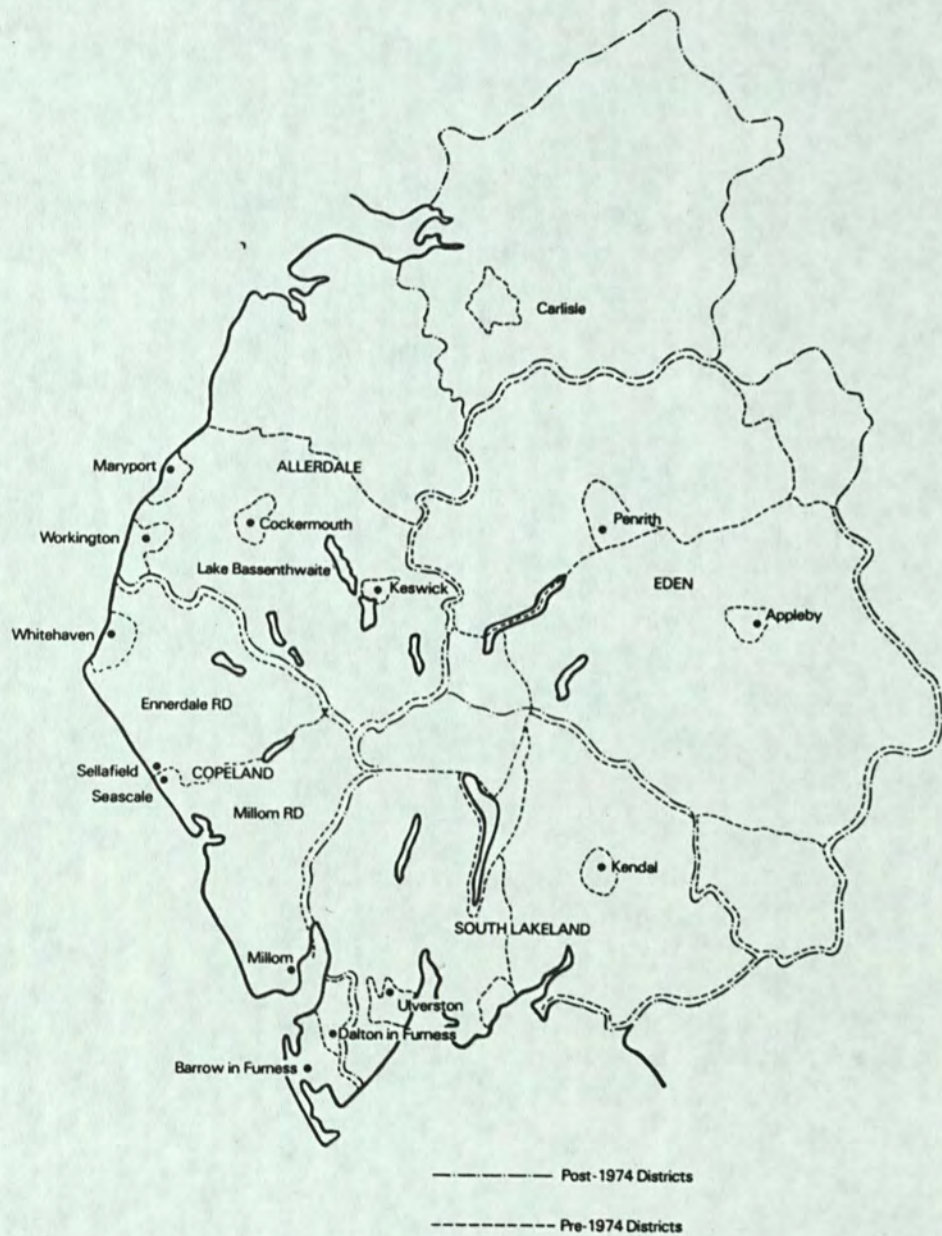 Carlisle
Maryport
ALLERDALE
Cockermouth
Penrith
Workington
Lake Bassenthwaite
Keswick
EDEN
Appleby
Whitehaven
Ennerdale RD
Sellafield
COPELAND
Seascale
Millom RD
Kendal
SOUTH LAKELAND
Millom
Ulverston
Dalton in Furness
Barrow in Furness
Post-1974 Districts
Pre-1974 Districts